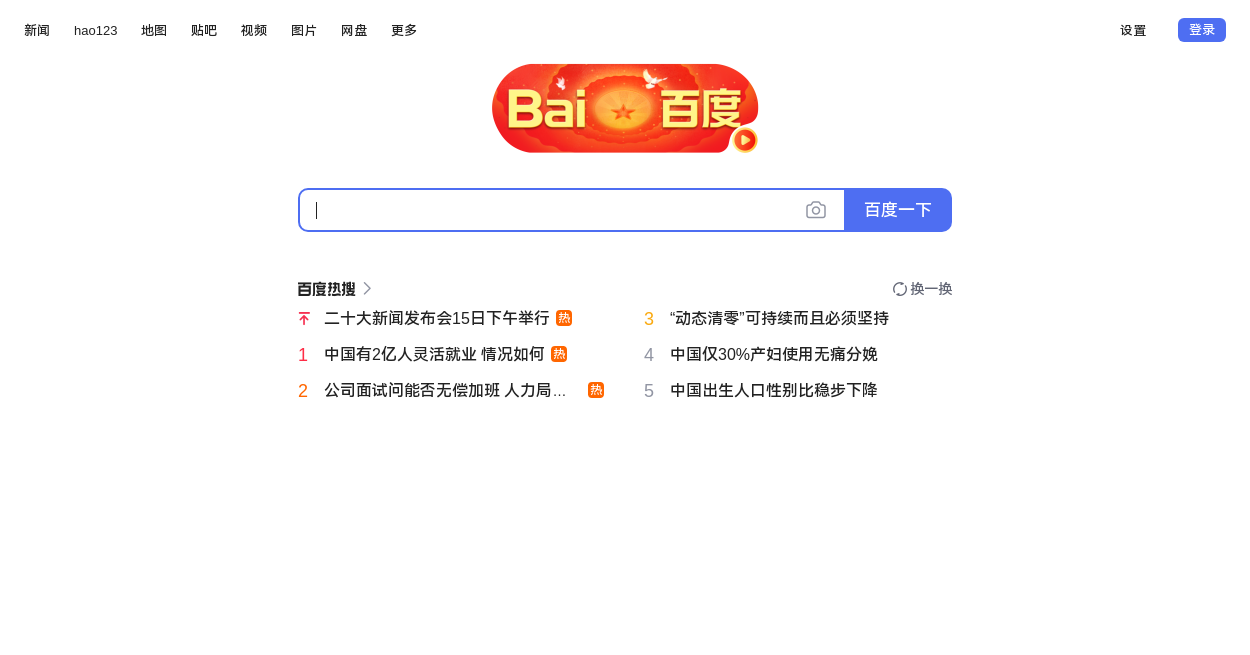 新闻 hao123 地图 贴吧 视频 图片 网盘 更多 设置 登录
Bai 百度
百度一下
百度热搜 换一换
二十大新闻发布会15日下午举行 热
3 “动态清零”可持续而且必须坚持
1 中国有2亿人灵活就业 情况如何 热
4 中国仅30%产妇使用无痛分娩
2 公司面试问能否无偿加班 人力局... 热
5 中国出生人口性别比稳步下降